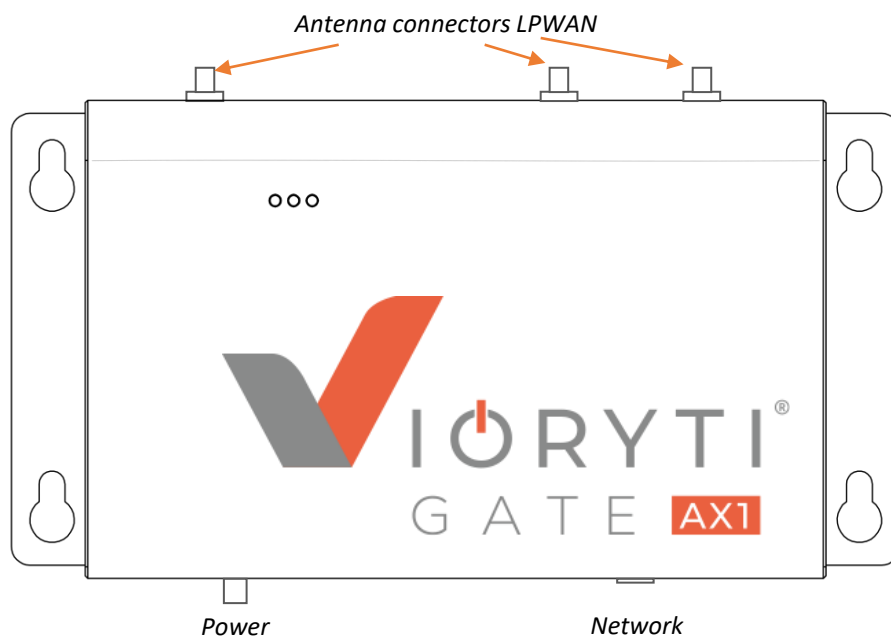 Antenna connectors LPWAN
VIORYTI®
GATE AX1
Power
Network